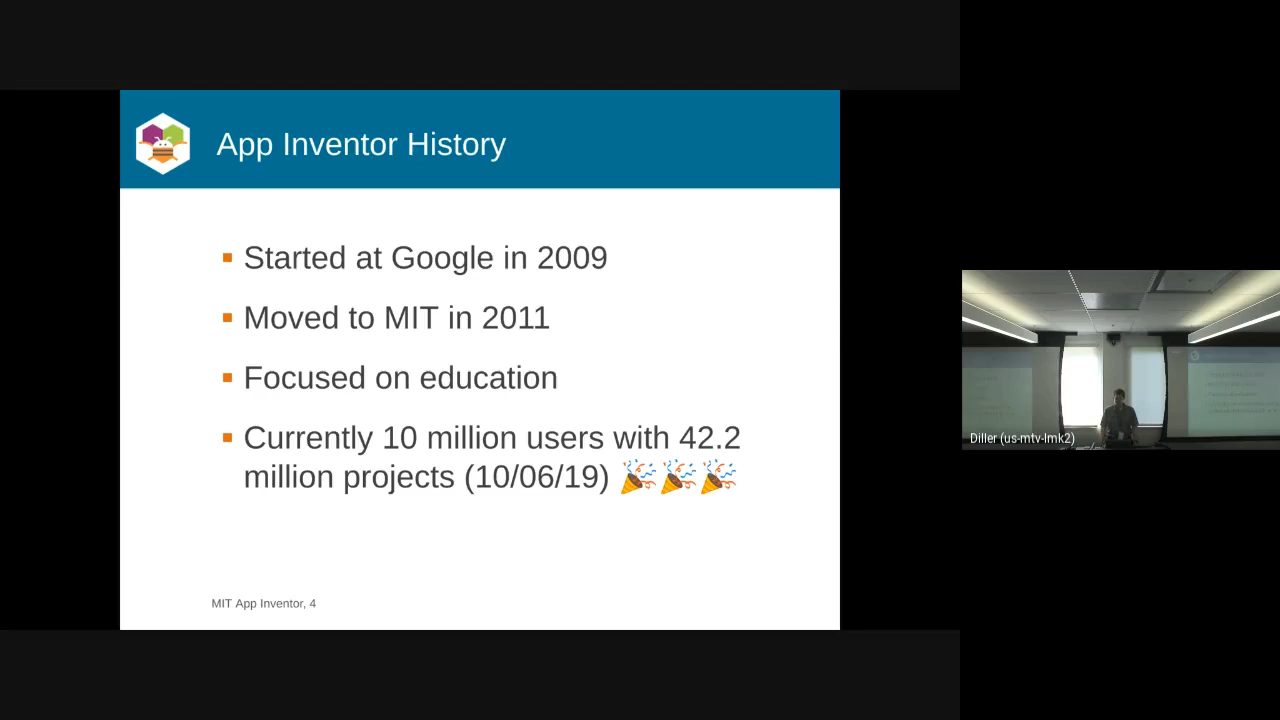 App Inventor History
Started at Google in 2009
Moved to MIT in 2011
Focused on education
Currently 10 million users with 42.2
million projects (10/06/19) 🎉🎉🎉
MIT App Inventor, 4
Diller (us-mtv-lmk2)